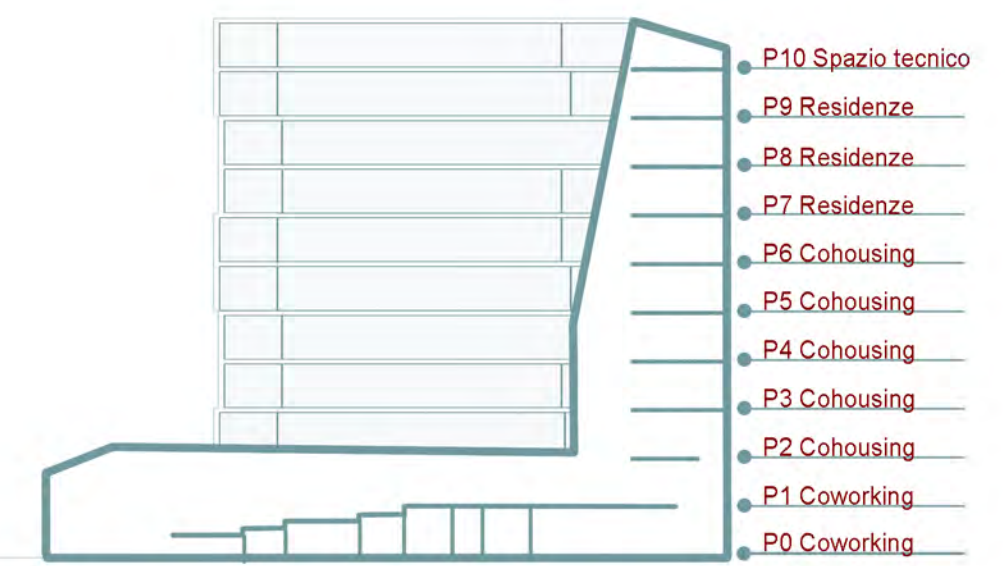 P10 Spazio tecnico
P9 Residenze
P8 Residenze
P7 Residenze
P6 Cohousing
P5 Cohousing
P4 Cohousing
P3 Cohousing
P2 Cohousing
P1 Coworking
P0 Coworking